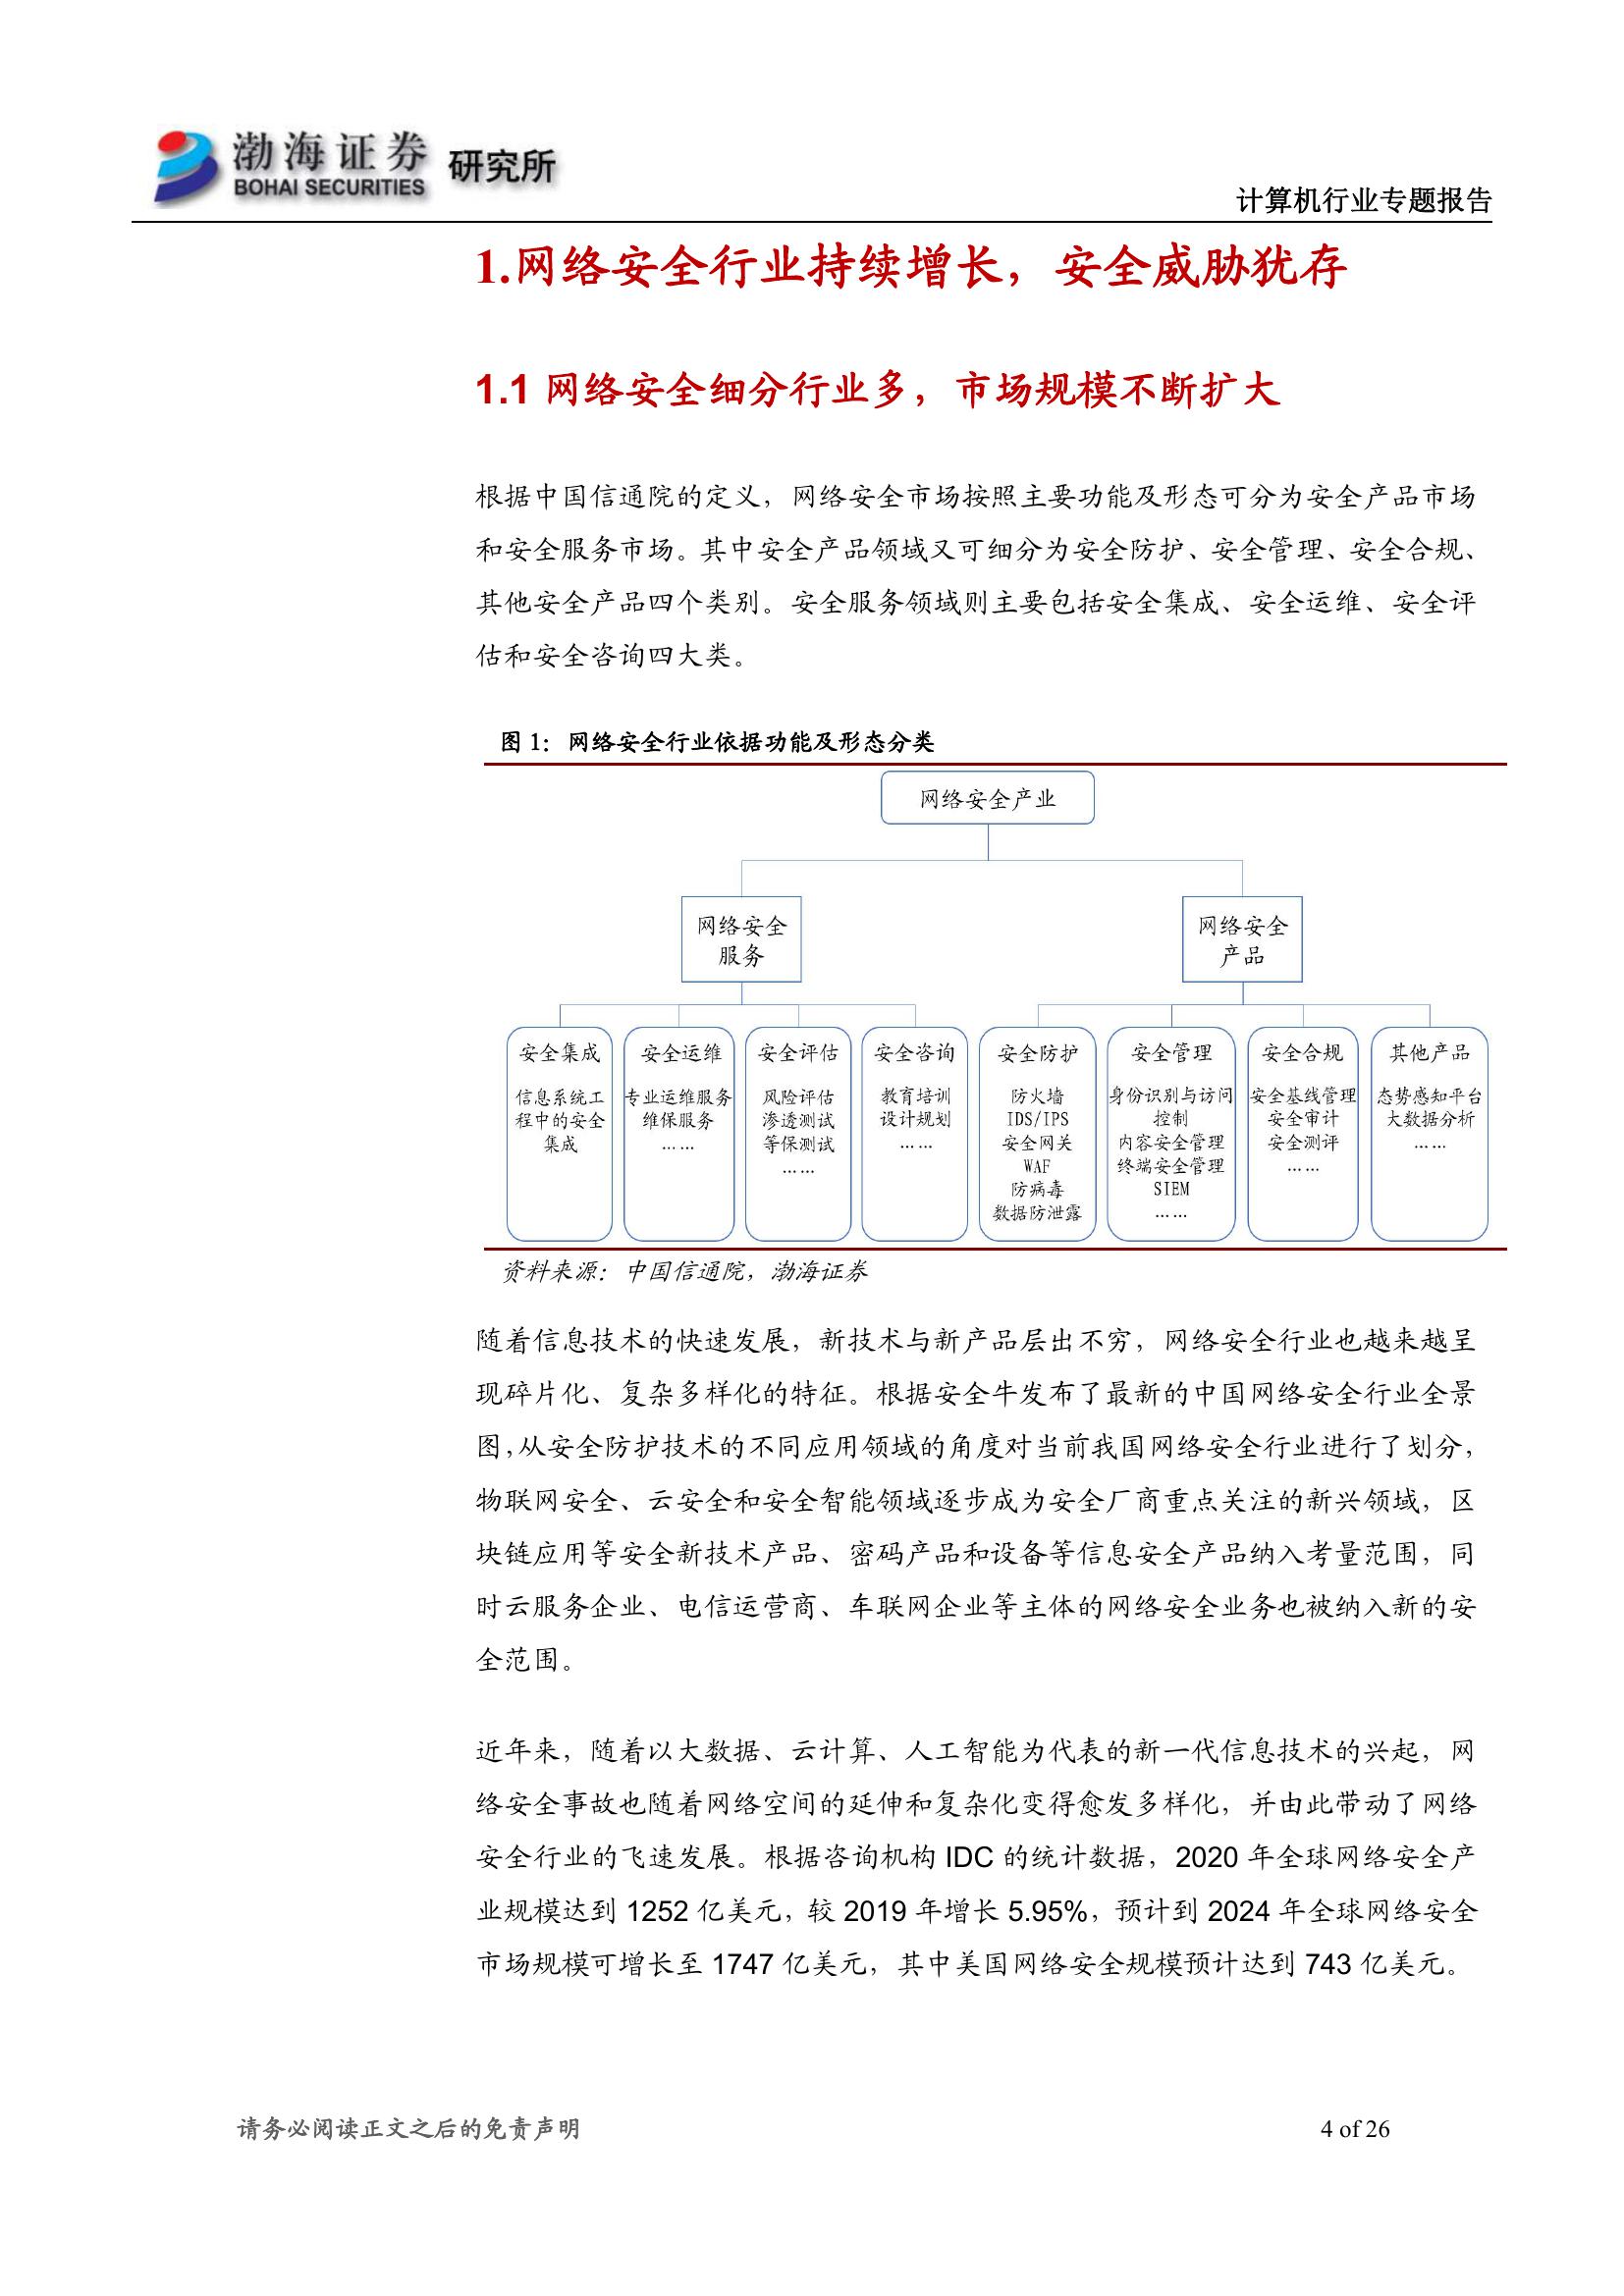 渤海证券
BOHAI SECURITIES
研究所
计算机行业专题报告
1.网络安全行业持续增长，安全威胁犹存
1.1 网络安全细分行业多，市场规模不断扩大
根据中国信通院的定义，网络安全市场按照主要功能及形态可分为安全产品市场
和安全服务市场。其中安全产品领域又可细分为安全防护、安全管理、安全合规、
其他安全产品四个类别。安全服务领域则主要包括安全集成、安全运维、安全评
估和安全咨询四大类。
图 1：网络安全行业依据功能及形态分类
网络安全产业
网络安全
服务
网络安全
产品
安全集成
信息系统工
程中的安全
集成
安全运维
专业运维服务
维保服务
……
安全评估
风险评估
渗透测试
等保测试
……
安全咨询
教育培训
设计规划
……
安全防护
防火墙
IDS/IPS
安全网关
WAF
防病毒
数据防泄露
安全管理
身份识别与访问
控制
内容安全管理
终端安全管理
SIEM
……
安全合规
安全基线管理
安全审计
安全测评
……
其他产品
态势感知平台
大数据分析
……
资料来源：中国信通院，渤海证券
随着信息技术的快速发展，新技术与新产品层出不穷，网络安全行业也越来越呈
现碎片化、复杂多样化的特征。根据安全牛发布了最新的中国网络安全行业全景
图，从安全防护技术的不同应用领域的角度对当前我国网络安全行业进行了划分，
物联网安全、云安全和安全智能领域逐步成为安全厂商重点关注的新兴领域，区
块链应用等安全新技术产品、密码产品和设备等信息安全产品纳入考量范围，同
时云服务企业、电信运营商、车联网企业等主体的网络安全业务也被纳入新的安
全范围。
近年来，随着以大数据、云计算、人工智能为代表的新一代信息技术的兴起，网
络安全事故也随着网络空间的延伸和复杂化变得愈发多样化，并由此带动了网络
安全行业的飞速发展。根据咨询机构 IDC 的统计数据，2020 年全球网络安全产
业规模达到 1252 亿美元，较 2019 年增长 5.95%，预计到 2024 年全球网络安全
市场规模可增长至 1747 亿美元，其中美国网络安全规模预计达到 743 亿美元。
请务必阅读正文之后的免责声明
4 of 26